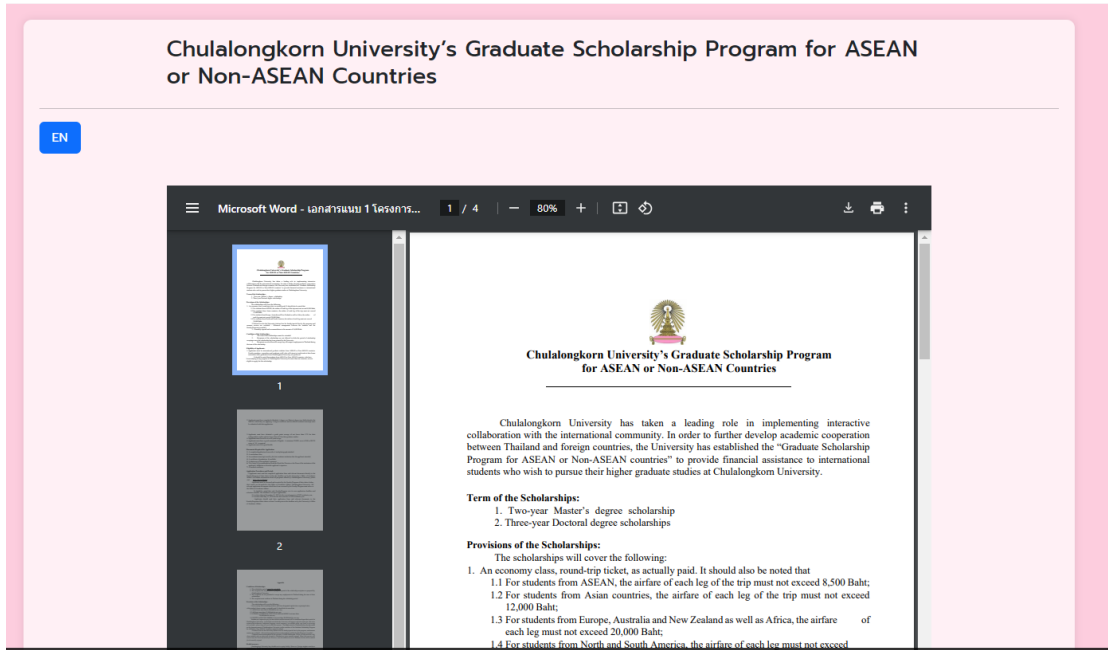 Chulalongkorn University's Graduate Scholarship Program for ASEAN
or Non-ASEAN Countries
EN
Microsoft Word - เอกสารแนบ 1 โครงการ...
1 / 4
80%
1
2
Chulalongkorn University's Graduate Scholarship Program
for ASEAN or Non-ASEAN Countries
Chulalongkorn University has taken a leading role in implementing interactive
collaboration with the international community. In order to further develop academic cooperation
between Thailand and foreign countries, the University has established the “Graduate Scholarship
Program for ASEAN or Non-ASEAN countries” to provide financial assistance to international
students who wish to pursue their higher graduate studies at Chulalongkorn University.
Term of the Scholarships:
1. Two-year Master's degree scholarship
2. Three-year Doctoral degree scholarships
Provisions of the Scholarships:
The scholarships will cover the following:
1. An economy class, round-trip ticket, as actually paid. It should also be noted that
1.1 For students from ASEAN, the airfare of each leg of the trip must not exceed 8,500 Baht;
1.2 For students from Asian countries, the airfare of each leg of the trip must not exceed
12,000 Baht;
1.3 For students from Europe, Australia and New Zealand as well as Africa, the airfare of
each leg must not exceed 20,000 Baht;
1.4 For students from North and South America, the airfare of each leg must not exceed